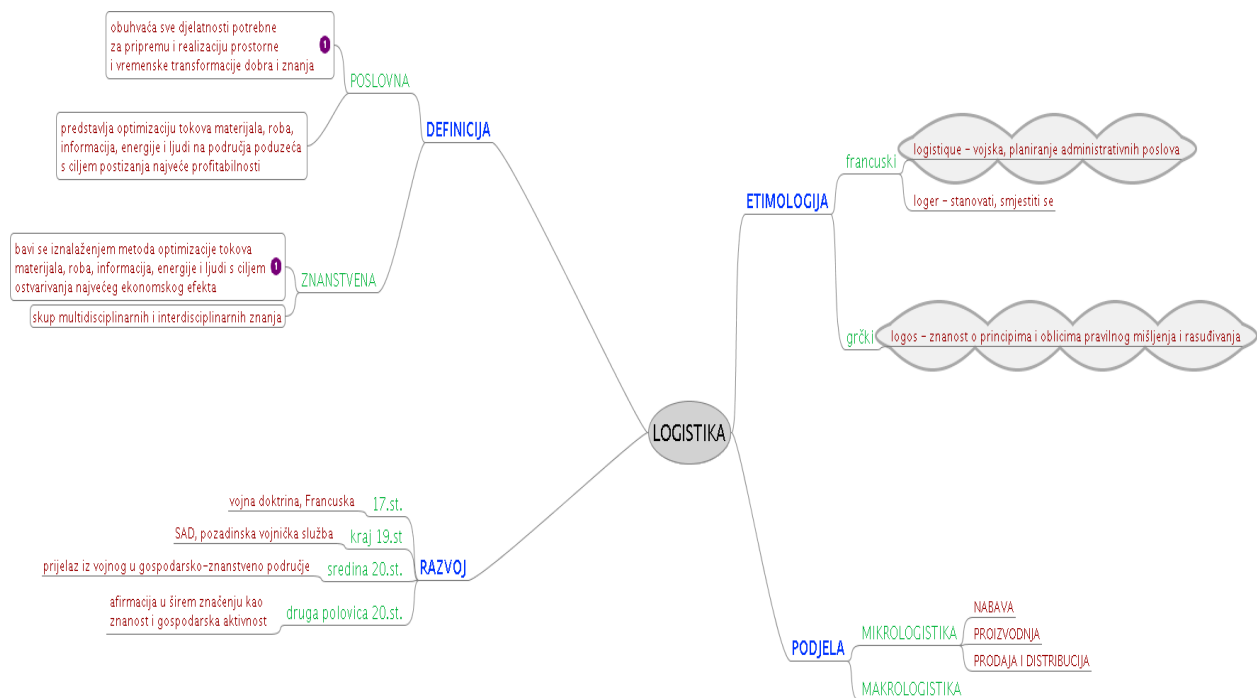 LOGISTIKA
DEFINICIJA
POSLOVNA
obuhvaća sve djelatnosti potrebne
za pripremu i realizaciju prostorne
i vremenske transformacije dobra i znanja
1
predstavlja optimizaciju tokova materijala, roba,
informacija, energije i ljudi na područja poduzeća
s ciljem postizanja najveće profitabilnosti
ZNANSTVENA
bavi se iznalaženjem metoda optimizacije tokova
materijala, roba, informacija, energije i ljudi s ciljem
ostvarivanja najvećeg ekonomskog efekta
1
skup multidisciplinarnih i interdisciplinarnih znanja
RAZVOJ
17.st.
vojna doktrina, Francuska
kraj 19.st
SAD, pozadinska vojnička služba
sredina 20.st.
prijelaz iz vojnog u gospodarsko-znanstveno područje
druga polovica 20.st.
afirmacija u širem značenju kao
znanost i gospodarska aktivnost
ETIMOLOGIJA
francuski
logistique - vojska, planiranje administrativnih poslova
loger - stanovati, smjestiti se
grčki
logos - znanost o principima i oblicima pravilnog mišljenja i rasuđivanja
PODJELA
MIKROLOGISTIKA
NABAVA
PROIZVODNJA
PRODAJA I DISTRIBUCIJA
MAKROLOGISTIKA